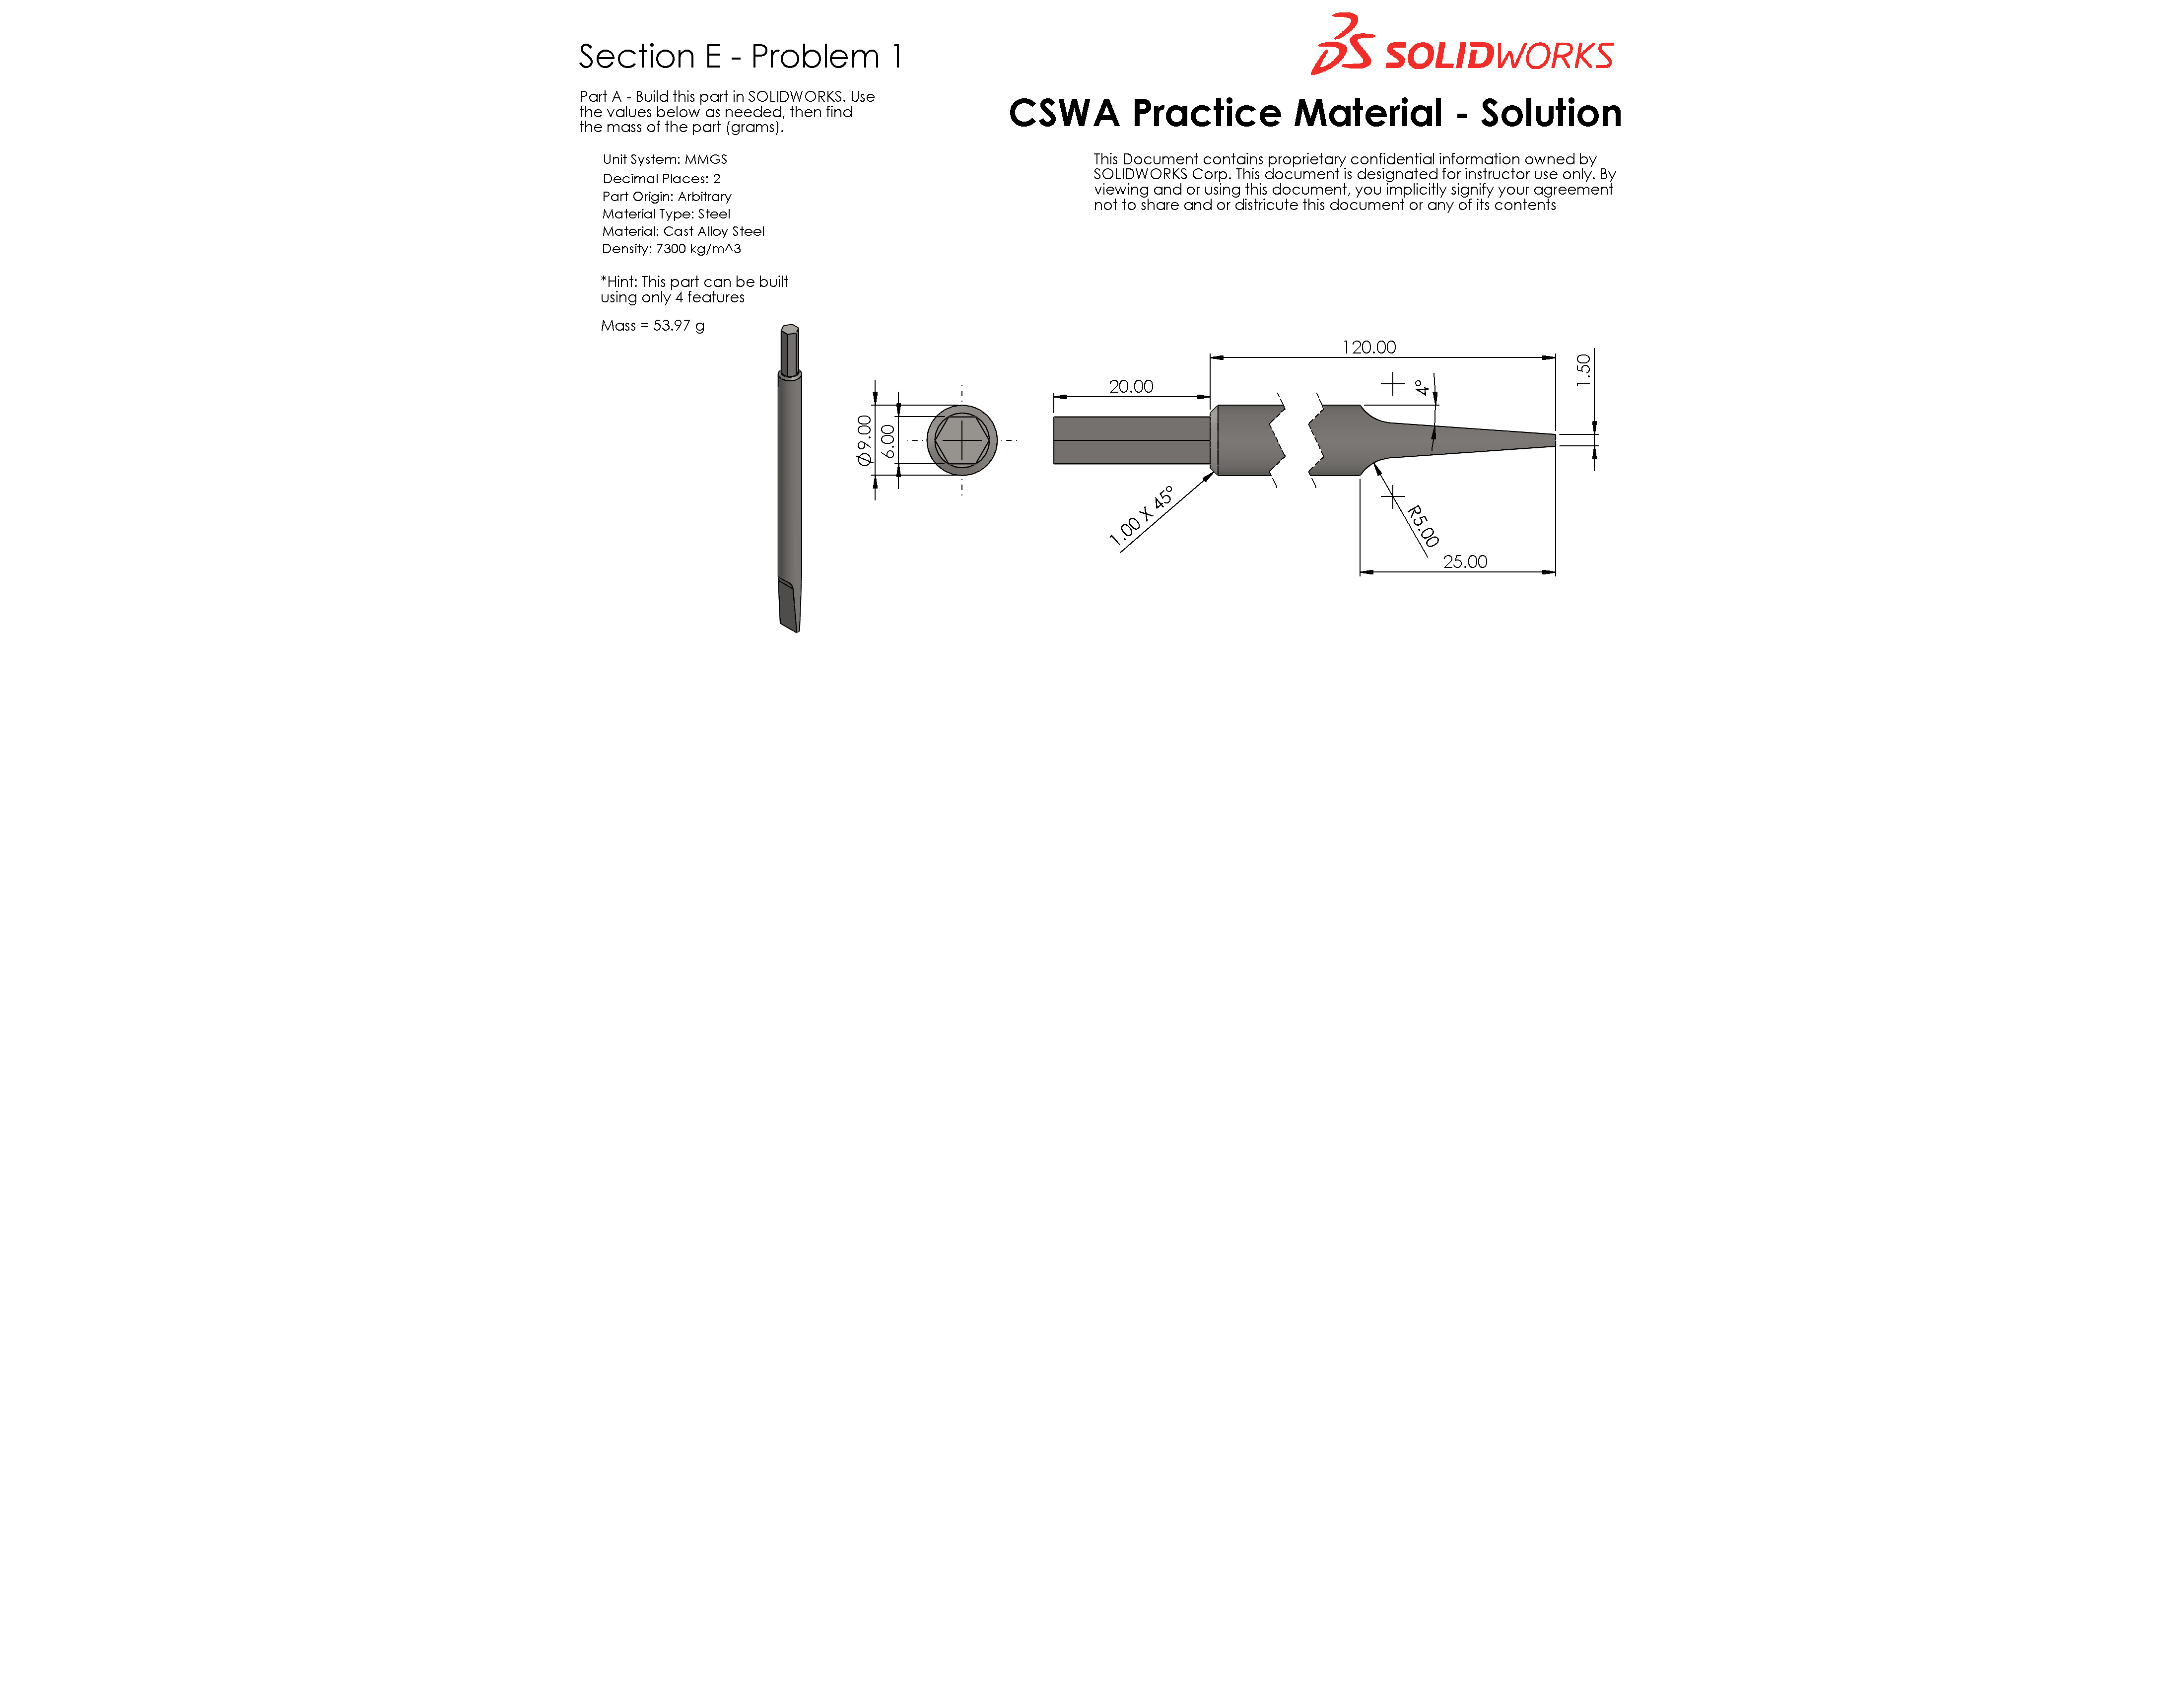 Section E - Problem 1
Part A - Build this part in SOLIDWORKS. Use
the values below as needed, then find
the mass of the part (grams).
Unit System: MMGS
Decimal Places: 2
Part Origin: Arbitrary
Material Type: Steel
Material: Cast Alloy Steel
Density: 7300 kg/m^3
*Hint: This part can be built
using only 4 features
Mass = 53.97 g
SOLIDWORKS
CSWA Practice Material - Solution
This Document contains proprietary confidential information owned by
SOLIDWORKS Corp. This document is designated for instructor use only. By
viewing and or using this document, you implicitly signify your agreement
not to share and or districute this document or any of its contents
120.00
1.50
20.00
4°
Ø9.00
6.00
1.00 X 45°
R5.00
25.00